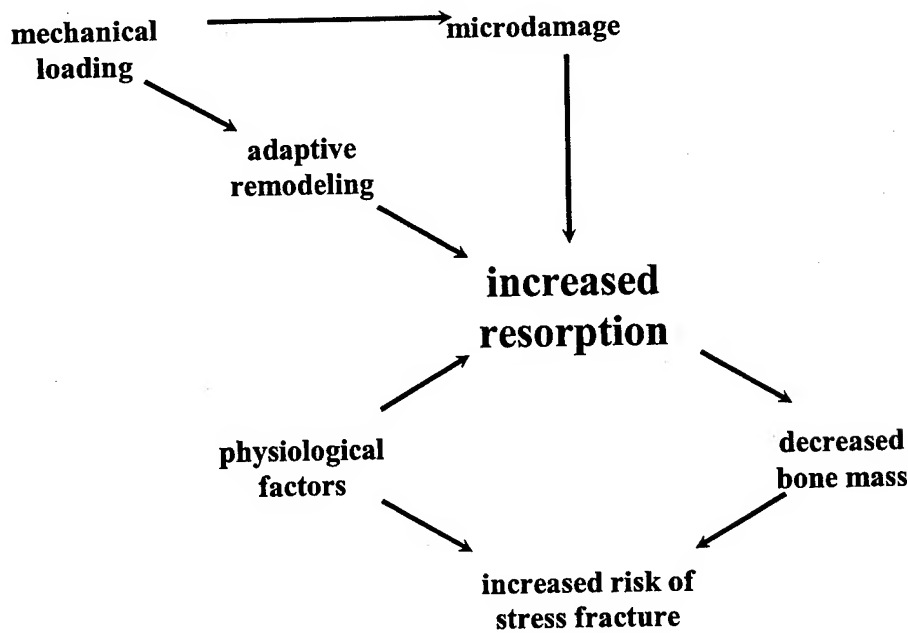 mechanical
loading
microdamage
adaptive
remodeling
increased
resorption
physiological
factors
decreased
bone mass
increased risk of
stress fracture